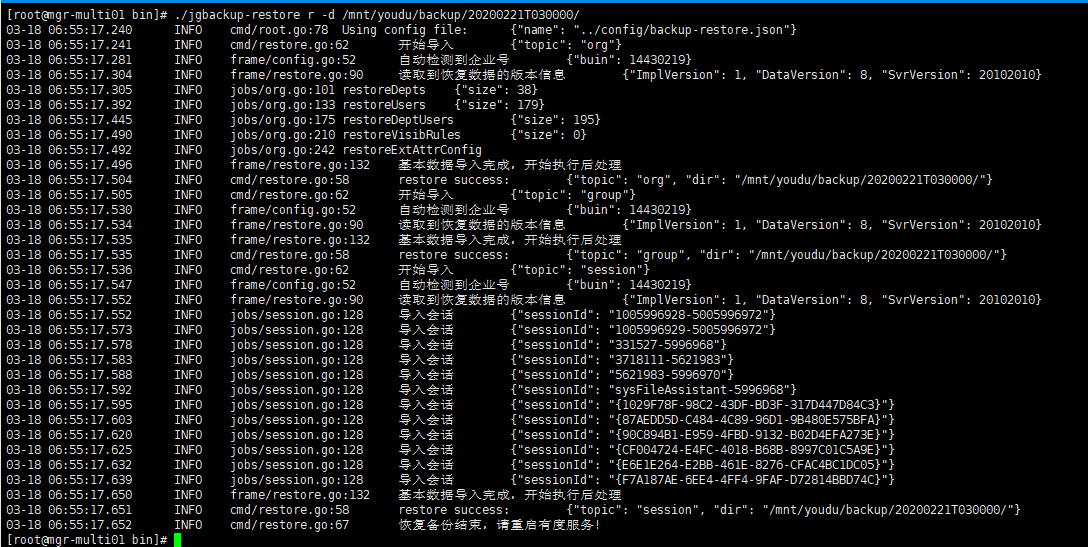 [root@mgr-multi01 bin]# ./jgbackup-restore r -d /mnt/youdu/backup/20200221T030000/
03-18 06:55:17.240 INFO cmd/root.go:78 Using config file: {"name": "../config/backup-restore.json"}
03-18 06:55:17.241 INFO cmd/restore.go:62 开始导入 {"topic": "org"}
03-18 06:55:17.281 INFO frame/config.go:52 自动检测到企业号 {"buin": 14430219}
03-18 06:55:17.304 INFO frame/restore.go:90 读取到恢复数据的版本信息 {"ImplVersion": 1, "DataVersion": 8, "SvrVersion": 20102010}
03-18 06:55:17.305 INFO jobs/org.go:101 restoreDepts {"size": 38}
03-18 06:55:17.392 INFO jobs/org.go:133 restoreUsers {"size": 179}
03-18 06:55:17.445 INFO jobs/org.go:175 restoreDeptUsers {"size": 195}
03-18 06:55:17.490 INFO jobs/org.go:210 restoreVisibRules {"size": 0}
03-18 06:55:17.492 INFO jobs/org.go:242 restoreExtAttrConfig
03-18 06:55:17.496 INFO frame/restore.go:132 基本数据导入完成，开始执行后处理
03-18 06:55:17.504 INFO cmd/restore.go:58 restore success: {"topic": "org", "dir": "/mnt/youdu/backup/20200221T030000/"}
03-18 06:55:17.505 INFO cmd/restore.go:62 开始导入 {"topic": "group"}
03-18 06:55:17.530 INFO frame/config.go:52 自动检测到企业号 {"buin": 14430219}
03-18 06:55:17.534 INFO frame/restore.go:90 读取到恢复数据的版本信息 {"ImplVersion": 1, "DataVersion": 8, "SvrVersion": 20102010}
03-18 06:55:17.535 INFO frame/restore.go:132 基本数据导入完成，开始执行后处理
03-18 06:55:17.535 INFO cmd/restore.go:58 restore success: {"topic": "group", "dir": "/mnt/youdu/backup/20200221T030000/"}
03-18 06:55:17.536 INFO cmd/restore.go:62 开始导入 {"topic": "session"}
03-18 06:55:17.547 INFO frame/config.go:52 自动检测到企业号 {"buin": 14430219}
03-18 06:55:17.552 INFO frame/restore.go:90 读取到恢复数据的版本信息 {"ImplVersion": 1, "DataVersion": 8, "SvrVersion": 20102010}
03-18 06:55:17.552 INFO jobs/session.go:128 导入会话 {"sessionId": "1005996928-5005996972"}
03-18 06:55:17.573 INFO jobs/session.go:128 导入会话 {"sessionId": "1005996929-5005996972"}
03-18 06:55:17.578 INFO jobs/session.go:128 导入会话 {"sessionId": "331527-5996968"}
03-18 06:55:17.583 INFO jobs/session.go:128 导入会话 {"sessionId": "3718111-5621983"}
03-18 06:55:17.588 INFO jobs/session.go:128 导入会话 {"sessionId": "5621983-5996970"}
03-18 06:55:17.592 INFO jobs/session.go:128 导入会话 {"sessionId": "sysFileAssistant-5996968"}
03-18 06:55:17.595 INFO jobs/session.go:128 导入会话 {"sessionId": "{1029F78F-98C2-43DF-BD3F-317D447D84C3}"}
03-18 06:55:17.603 INFO jobs/session.go:128 导入会话 {"sessionId": "{87AEDD5D-C484-4C89-96D1-9B480E575BFA}"}
03-18 06:55:17.620 INFO jobs/session.go:128 导入会话 {"sessionId": "{90C894B1-E959-4FBD-9132-B02D4EFA273E}"}
03-18 06:55:17.625 INFO jobs/session.go:128 导入会话 {"sessionId": "{CF004724-E4FC-4018-B68B-8997C01C5A9E}"}
03-18 06:55:17.632 INFO jobs/session.go:128 导入会话 {"sessionId": "{E6E1E264-E2BB-461E-8276-CFAC4BC1DC05}"}
03-18 06:55:17.639 INFO jobs/session.go:128 导入会话 {"sessionId": "{F7A187AE-6EE4-4FF4-9FAF-D72814BBD74C}"}
03-18 06:55:17.650 INFO frame/restore.go:132 基本数据导入完成，开始执行后处理
03-18 06:55:17.651 INFO cmd/restore.go:58 restore success: {"topic": "session", "dir": "/mnt/youdu/backup/20200221T030000/"}
03-18 06:55:17.652 INFO cmd/restore.go:67 恢复备份结束，请重启有度服务！
[root@mgr-multi01 bin]#